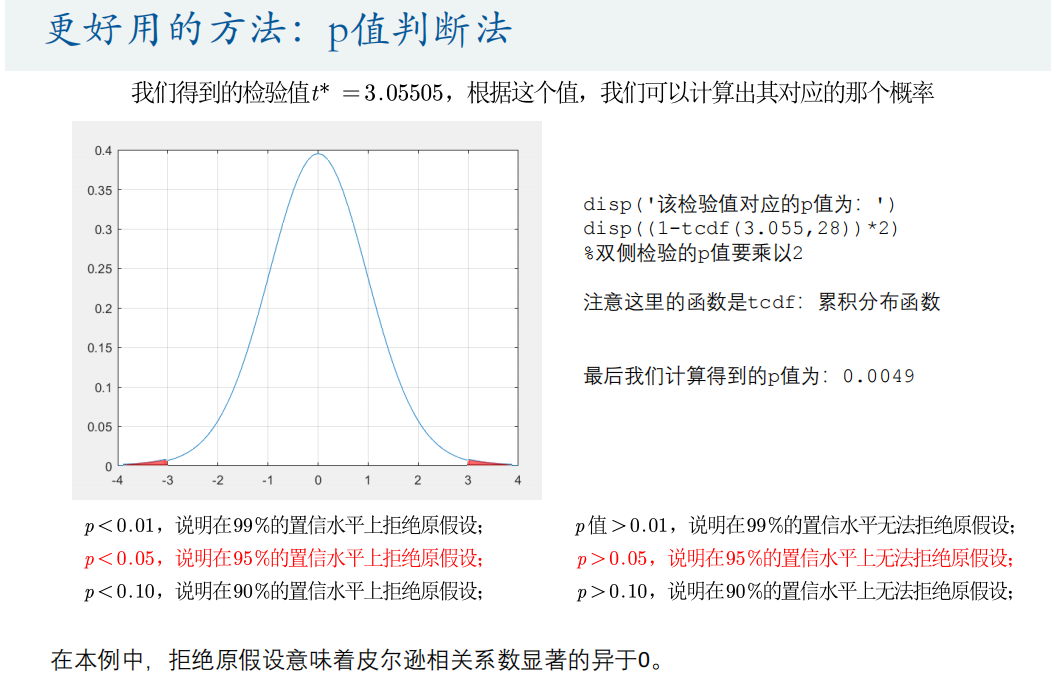 更好用的方法：p值判断法
我们得到的检验值t* =3.05505，根据这个值，我们可以计算出其对应的那个概率
0.4
0.35
0.3
0.25
0.2
0.15
0.1
0.05
0
-4 -3 -2 -1 0 1 2 3 4
disp('该检验值对应的p值为：')
disp((1-tcdf(3.055,28))*2)
%双侧检验的p值要乘以2
注意这里的函数是tcdf：累积分布函数
最后我们计算得到的p值为：0.0049
p<0.01，说明在99%的置信水平上拒绝原假设；
p<0.05，说明在95%的置信水平上拒绝原假设；
p<0.10，说明在90%的置信水平上拒绝原假设；
p值>0.01，说明在99%的置信水平无法拒绝原假设；
p>0.05，说明在95%的置信水平上无法拒绝原假设；
p>0.10，说明在90%的置信水平上无法拒绝原假设；
在本例中，拒绝原假设意味着皮尔逊相关系数显著的异于0。